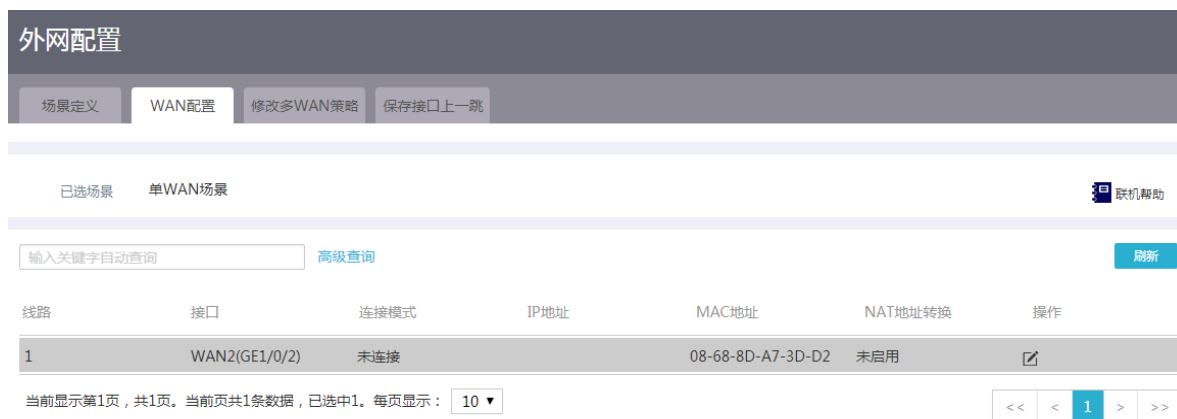 外网配置
场景定义 WAN配置 修改多WAN策略 保存接口上一跳
已选场景 单WAN场景 联机帮助
输入关键字自动查询 高级查询 刷新
线路 接口 连接模式 IP地址 MAC地址 NAT地址转换 操作
1 WAN2(GE1/0/2) 未连接 08-68-8D-A7-3D-D2 未启用
当前显示第1页，共1页。当前页共1条数据，已选中1。每页显示： 10 ▼ << < 1 > >>